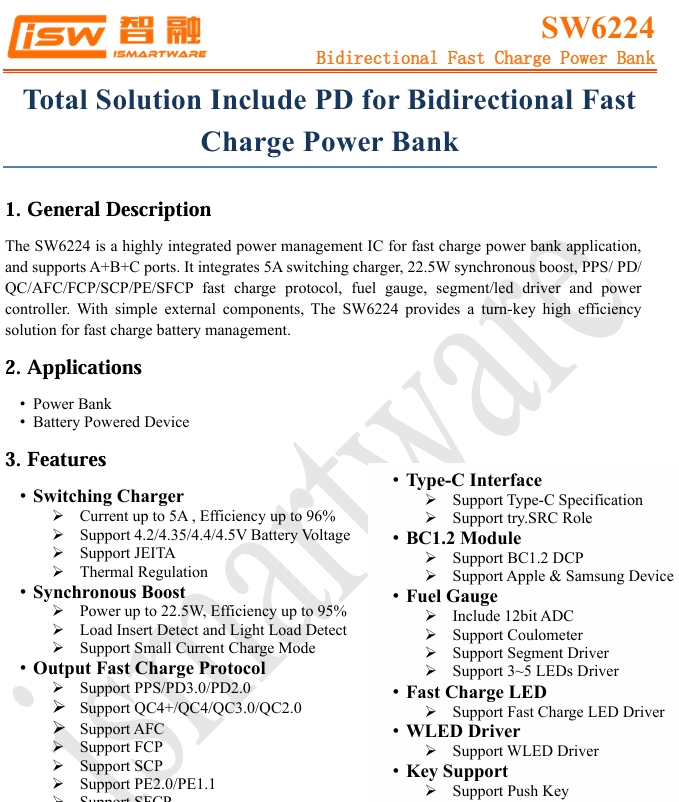 isw 智融
iSMARTWARE
SW6224
Bidirectional Fast Charge Power Bank
Total Solution Include PD for Bidirectional Fast
Charge Power Bank
1. General Description
The SW6224 is a highly integrated power management IC for fast charge power bank application,
and supports A+B+C ports. It integrates 5A switching charger, 22.5W synchronous boost, PPS/ PD/
QC/AFC/FCP/SCP/PE/SFCP fast charge protocol, fuel gauge, segment/led driver and power
controller. With simple external components, The SW6224 provides a turn-key high efficiency
solution for fast charge battery management.
2. Applications
• Power Bank
• Battery Powered Device
3. Features
• Switching Charger
➢ Current up to 5A , Efficiency up to 96%
➢ Support 4.2/4.35/4.4/4.5V Battery Voltage
➢ Support JEITA
➢ Thermal Regulation
• Synchronous Boost
➢ Power up to 22.5W, Efficiency up to 95%
➢ Load Insert Detect and Light Load Detect
➢ Support Small Current Charge Mode
• Output Fast Charge Protocol
➢ Support PPS/PD3.0/PD2.0
➢ Support QC4+/QC4/QC3.0/QC2.0
➢ Support AFC
➢ Support FCP
➢ Support SCP
➢ Support PE2.0/PE1.1
➢ Support SFCP
• Type-C Interface
➢ Support Type-C Specification
➢ Support try.SRC Role
• BC1.2 Module
➢ Support BC1.2 DCP
➢ Support Apple & Samsung Device
• Fuel Gauge
➢ Include 12bit ADC
➢ Support Coulometer
➢ Support Segment Driver
➢ Support 3~5 LEDs Driver
• Fast Charge LED
➢ Support Fast Charge LED Driver
• WLED Driver
➢ Support WLED Driver
• Key Support
➢ Support Push Key
ismartware